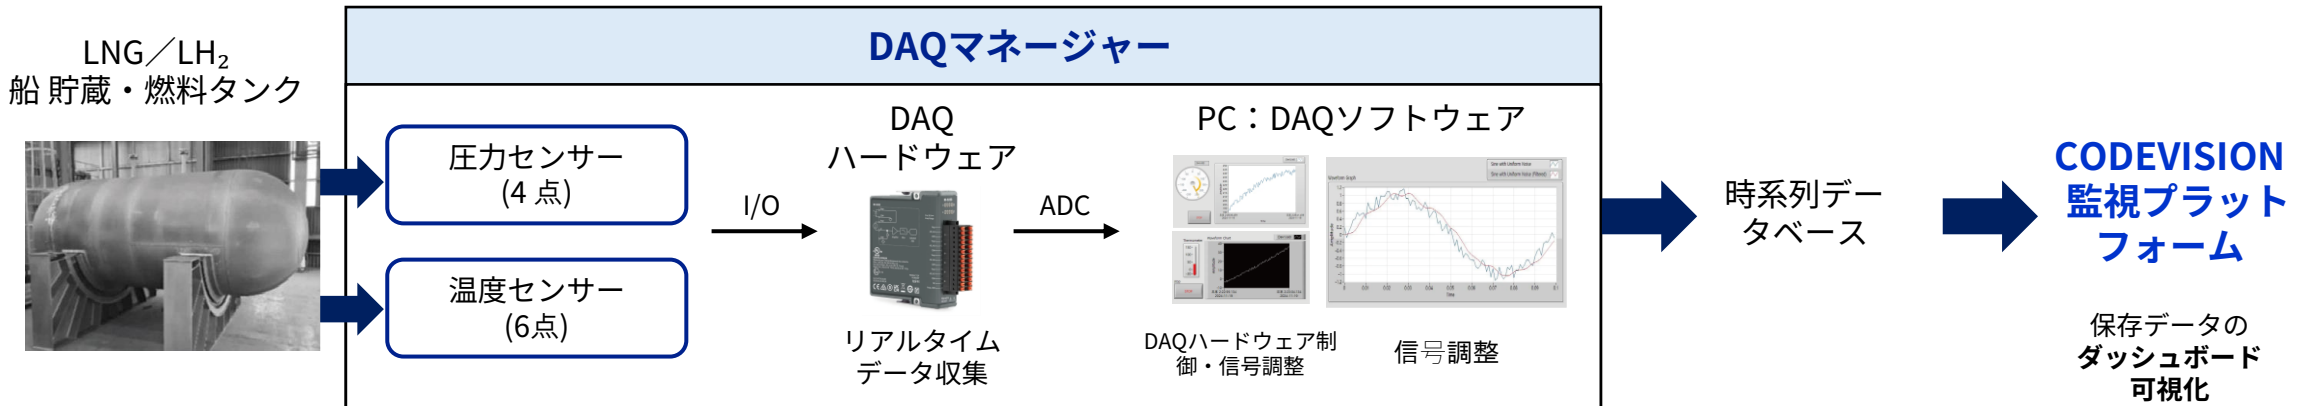 LNG／LH₂
船 貯蔵・燃料タンク
DAQマネージャー
圧力センサー
(4 点)
温度センサー
(6点)
I/O
DAQ
ハードウェア
リアルタイム
データ収集
ADC
PC：DAQソフトウェア
DAQハードウェア制
御・信号調整
信号調整
時系列デー
タベース
CODEVISION
監視プラット
フォーム
保存データの
ダッシュボード
可視化